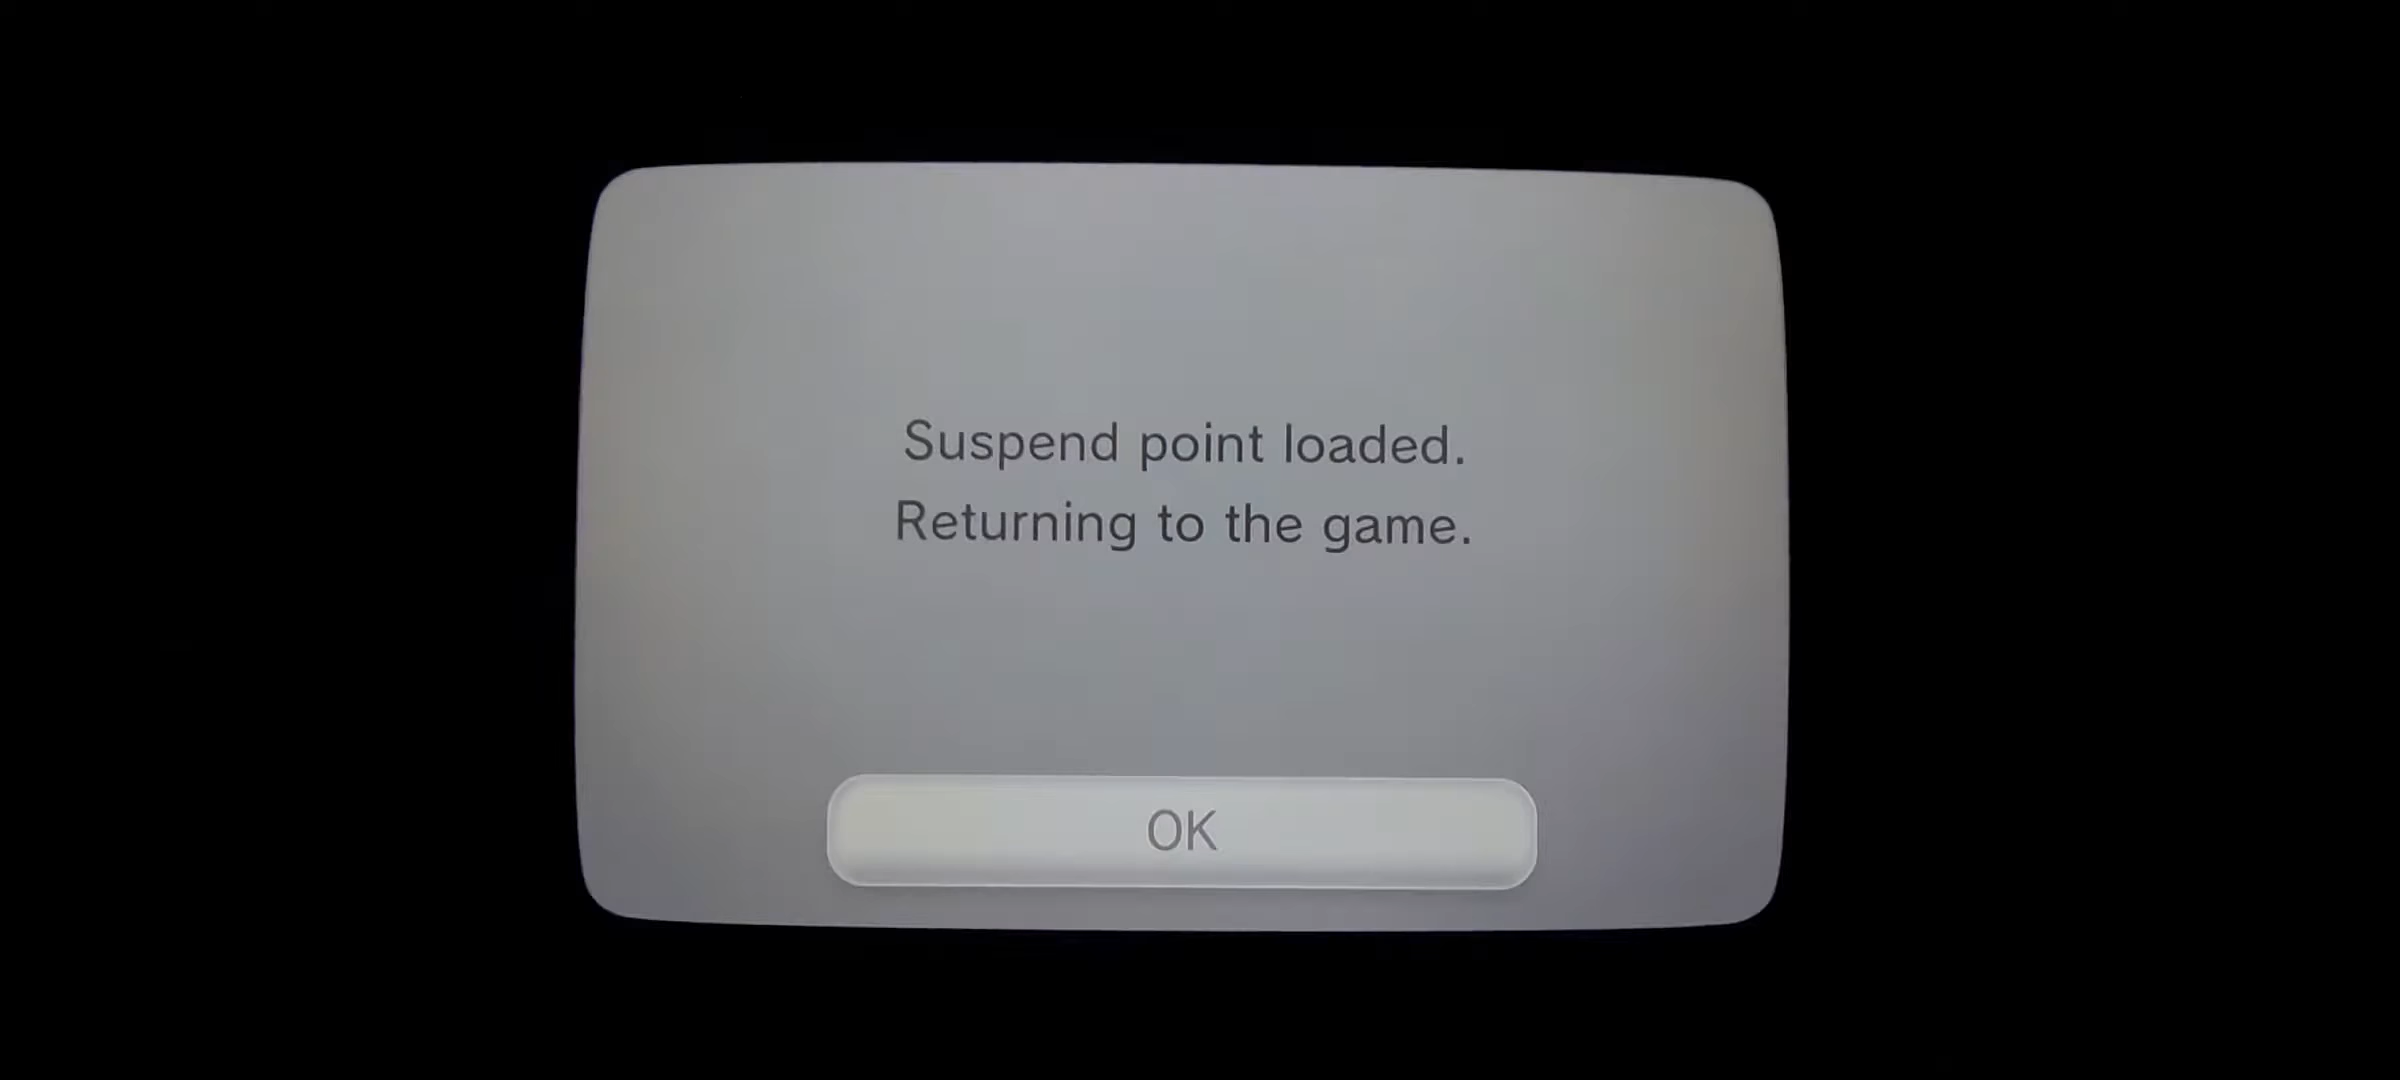 Suspend point loaded.
Returning to the game.
OK